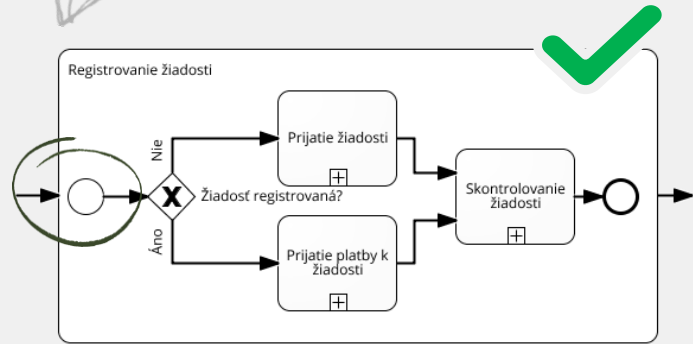 Registrovanie žiadosti
Nie
Prijatie žiadosti
Žiadosť registrovaná?
Skontrolovanie
žiadosti
Áno
Prijatie platby k
žiadosti